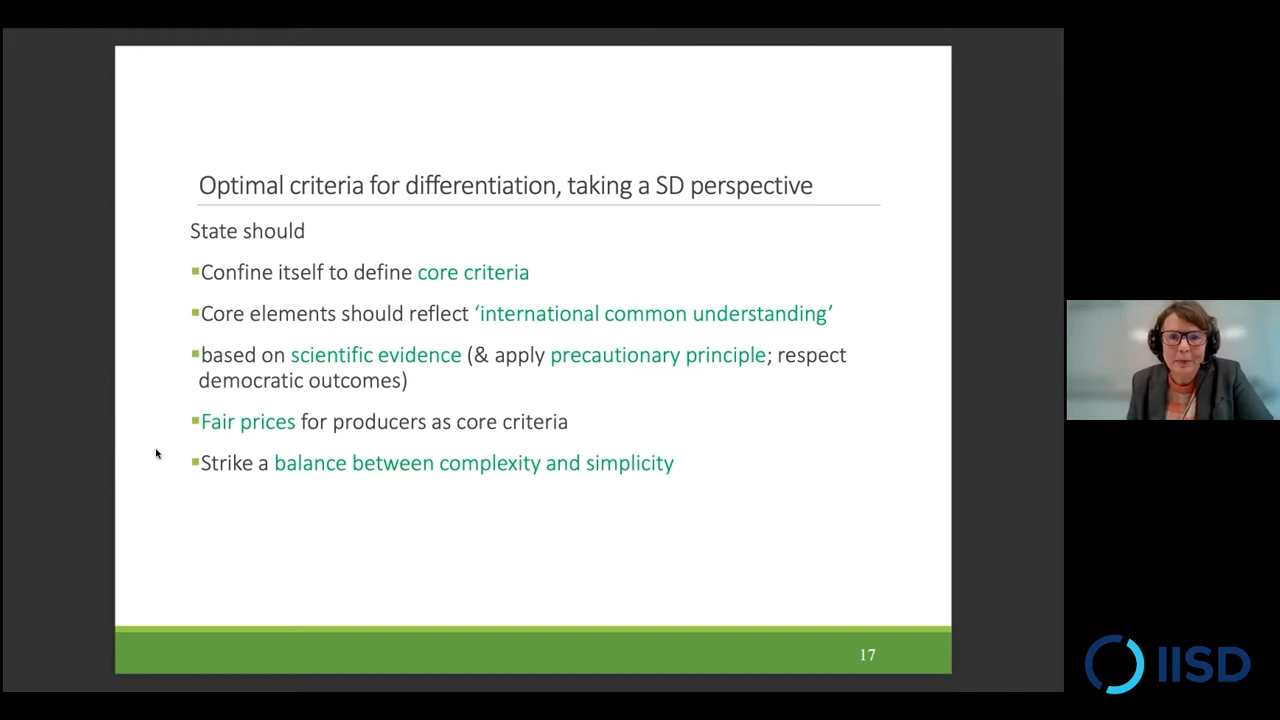 Optimal criteria for differentiation, taking a SD perspective
State should
▪Confine itself to define core criteria
▪Core elements should reflect ‘international common understanding’
▪based on scientific evidence (& apply precautionary principle; respect
democratic outcomes)
▪Fair prices for producers as core criteria
▪Strike a balance between complexity and simplicity
17
IISD